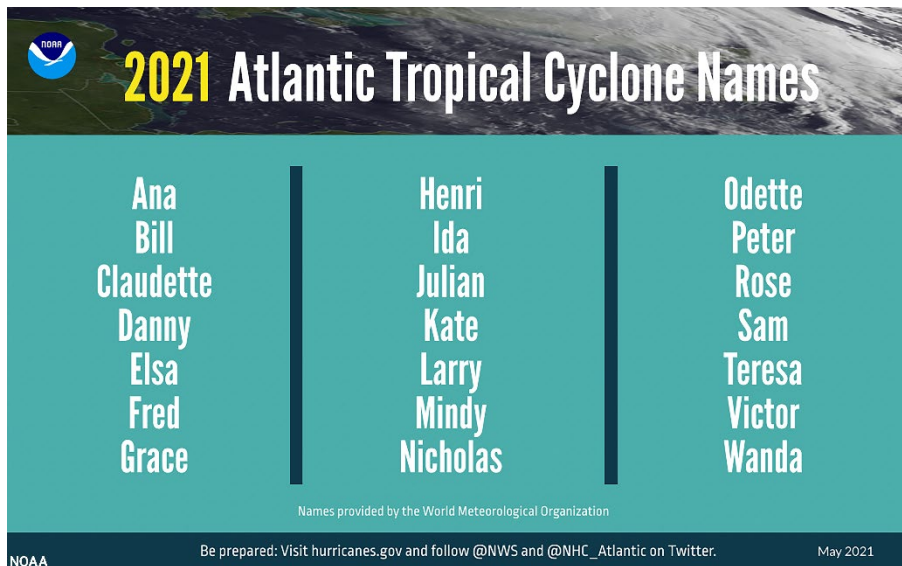 NOAA
2021 Atlantic Tropical Cyclone Names
Ana
Bill
Claudette
Danny
Elsa
Fred
Grace
Henri
Ida
Julian
Kate
Larry
Mindy
Nicholas
Odette
Peter
Rose
Sam
Teresa
Victor
Wanda
Names provided by the World Meteorological Organization
Be prepared: Visit hurricanes.gov and follow @NWS and @NHC_Atlantic on Twitter.
May 2021
NOAA